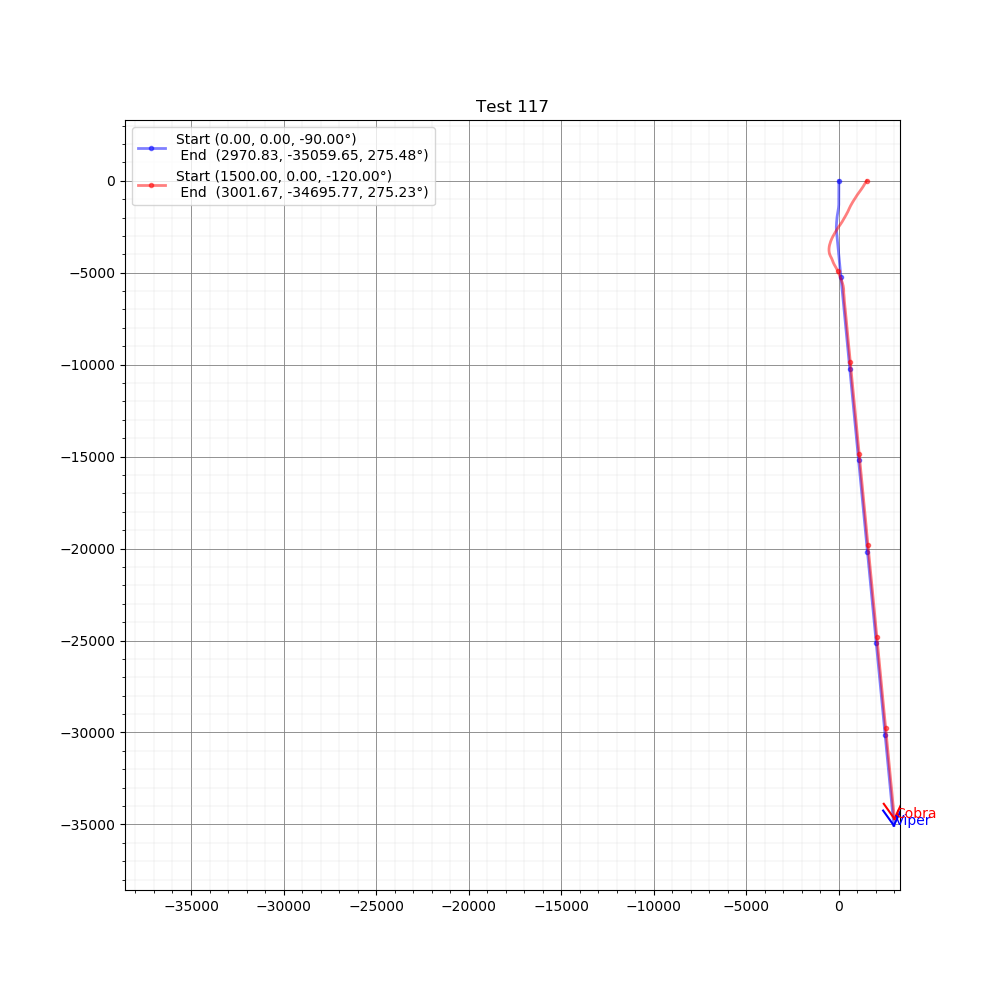 Test 117
Start (0.00, 0.00, -90.00°)
End (2970.83, -35059.65, 275.48°)
Start (1500.00, 0.00, -120.00°)
End (3001.67, -34695.77, 275.23°)
0
−5000
−10000
−15000
−20000
−25000
−30000
−35000
Cobra
Viper
−35000 −30000 −25000 −20000 −15000 −10000 −5000 0